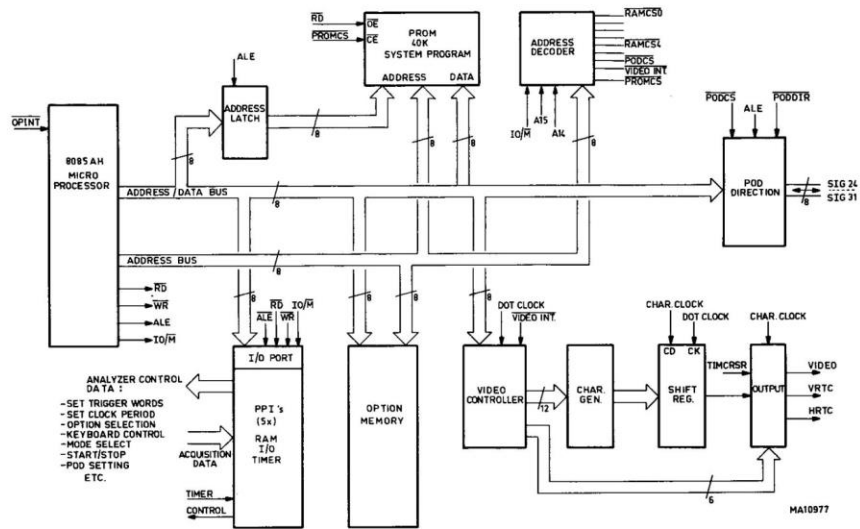 RD
PROMCS
OE
CE
PROM
40K
SYSTEM PROGRAM
ADDRESS DATA
ADDRESS
DECODER
RAMCS0
RAMCS4
PODCS
VIDEO INT.
PROMCS
IO/M
A15
A14
ALE
ADDRESS
LATCH
8
8
8
8
8
OPINT
8085 AH
MICRO
PROCESSOR
PODCS
ALE
PODDIR
POD
DIRECTION
SIG 24
8
SIG 31
ADDRESS/DATA BUS
8
ADDRESS BUS
8
RD
WR
ALE
IO/M
8
8
8
8
ALE
RD
WR
IO/M
I/O PORT
PPI's
(5x)
RAM
I/O
TIMER
OPTION
MEMORY
DOT CLOCK
VIDEO INT.
VIDEO
CONTROLLER
12
CHAR.
GEN.
CHAR. CLOCK
DOT CLOCK
CD CK
SHIFT
REG.
TIMCRSR
CHAR.CLOCK
OUTPUT
VIDEO
VRTC
HRTC
6
ANALYZER CONTROL
DATA :
-SET TRIGGER WORDS
-SET CLOCK PERIOD
-OPTION SELECTION
-KEYBOARD CONTROL
-MODE SELECT
-START/STOP
-POD SETTING
ETC.
ACQUISITION
DATA
TIMER
CONTROL
MA10977